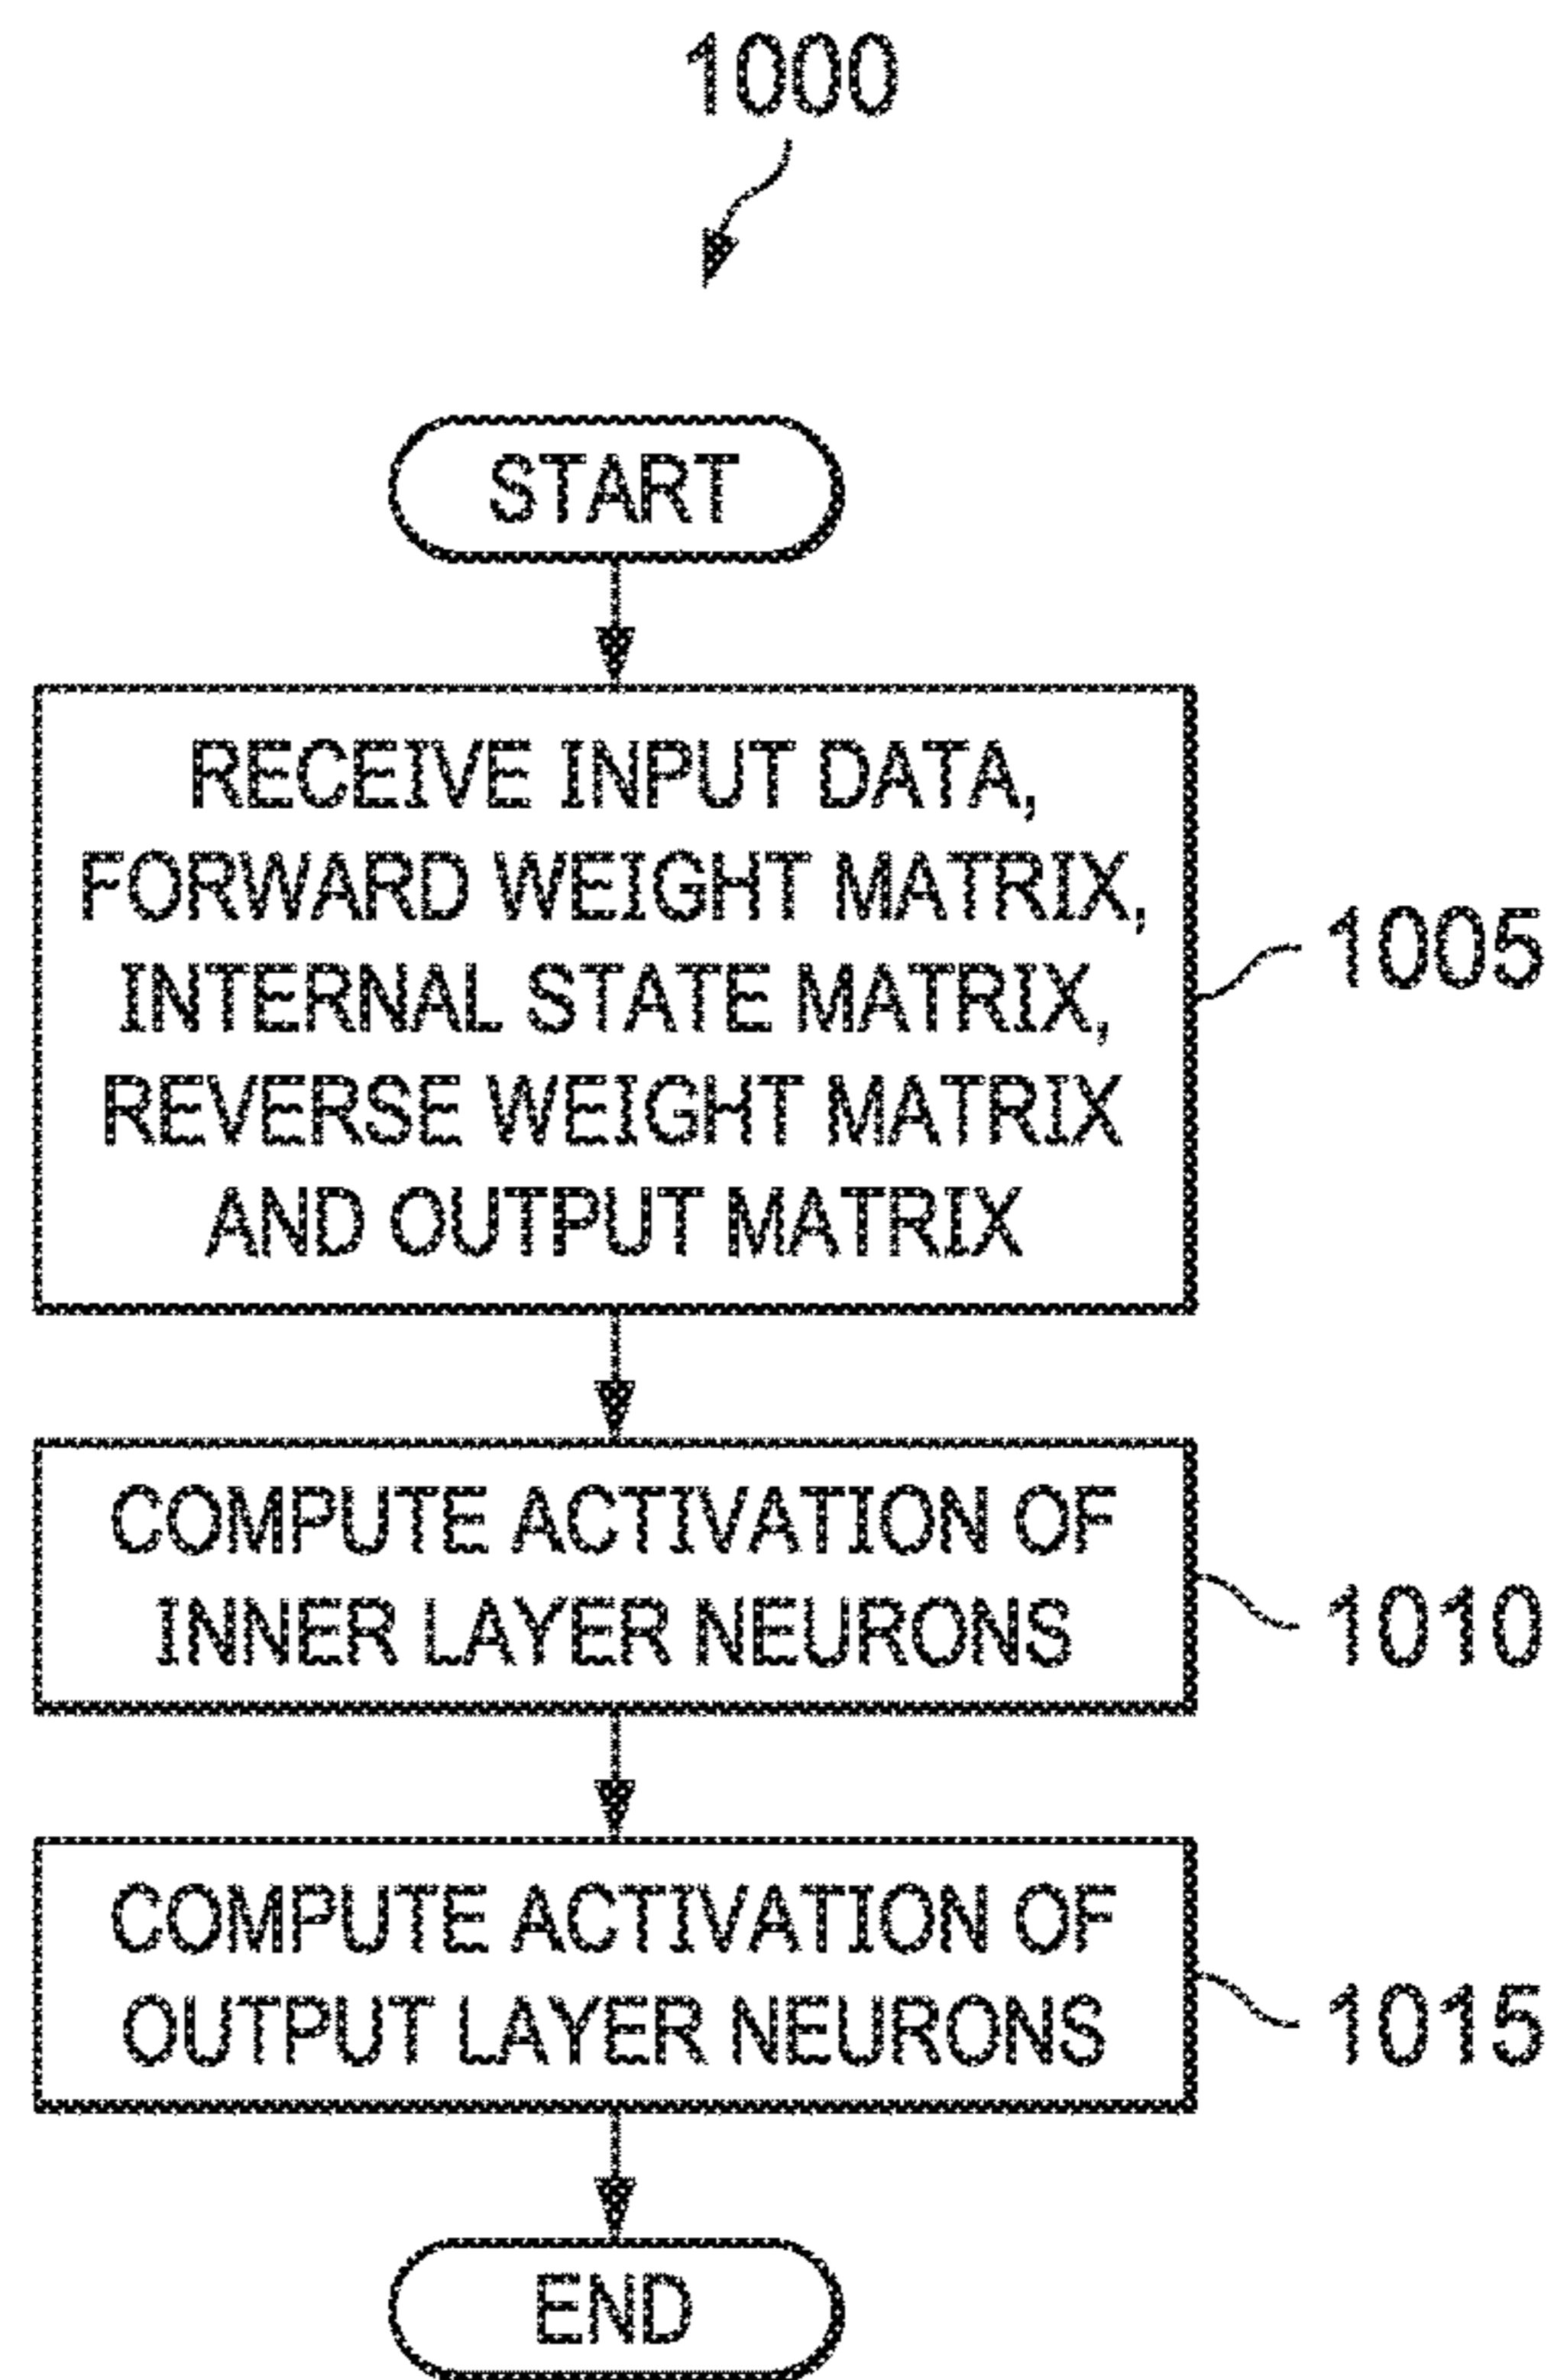 1000
START
RECEIVE INPUT DATA,
FORWARD WEIGHT MATRIX,
INTERNAL STATE MATRIX,
REVERSE WEIGHT MATRIX
AND OUTPUT MATRIX
1005
COMPUTE ACTIVATION OF
INNER LAYER NEURONS
1010
COMPUTE ACTIVATION OF
OUTPUT LAYER NEURONS
1015
END